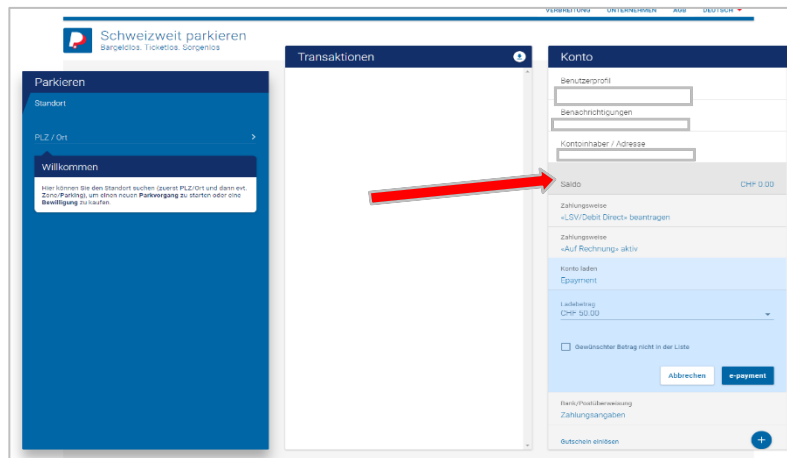 VERBREITUNG UNTERNEHMEN AGB DEUTSCH
Schweizweit parkieren
Bargeldlos. Ticketlos. Sorgenlos
Parkieren
Standort
PLZ / Ort
Willkommen
Hier können Sie den Standort suchen (zuerst PLZ/Ort und dann evt.
Zone/Parking), um einen neuen Parkvorgang zu starten oder eine
Bewilligung zu kaufen.
Transaktionen
Konto
Benutzerprofil
Benachrichtigungen
Kontoinhaber / Adresse
Saldo CHF 0.00
Zahlungsweise
«LSV/Debit Direct» beantragen
Zahlungsweise
«Auf Rechnung» aktiv
Konto laden
Epayment
Ladebetrag
CHF 50.00
Gewünschter Betrag nicht in der Liste
Abbrechen e-payment
Bank/Postüberweisung
Zahlungsangaben
Gutschein einlösen